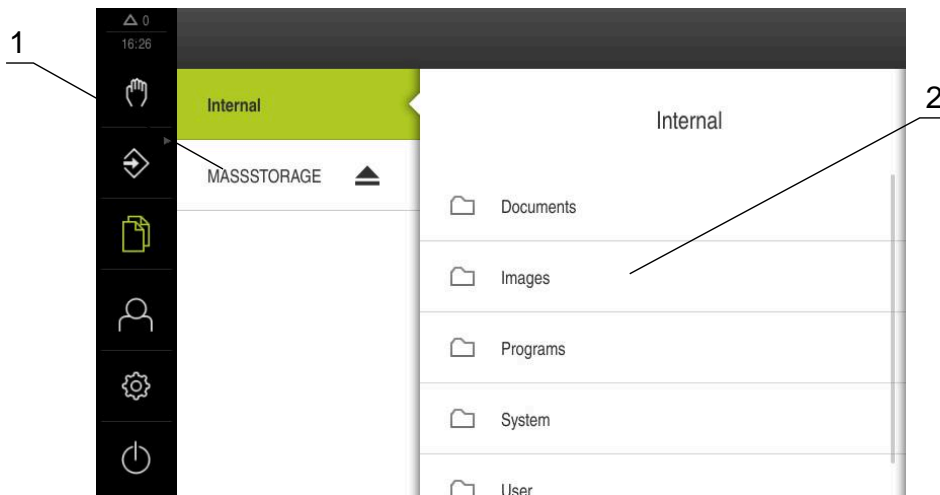 1
0
16:26
Internal
MASSSTORAGE
Internal
2
Documents
Images
Programs
System
User